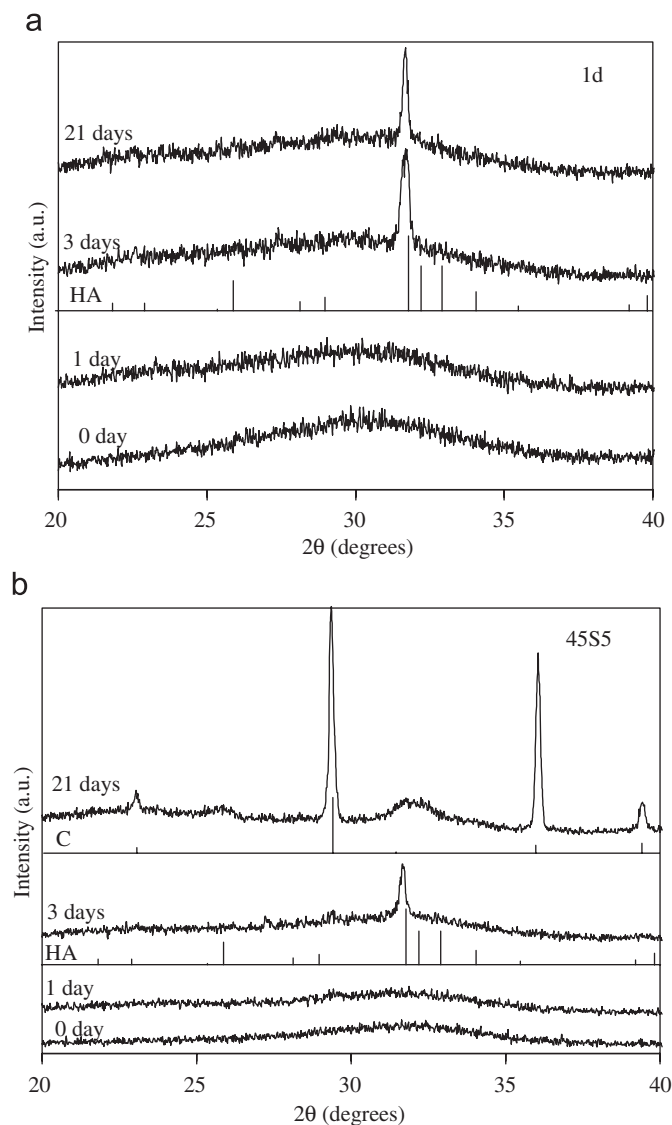 a
1d
21 days
3 days
HA
1 day
0 day
Intensity (a.u.)
20 25 30 35 40
2θ (degrees)
b
45S5
21 days
C
3 days
HA
1 day
0 day
Intensity (a.u.)
20 25 30 35 40
2θ (degrees)